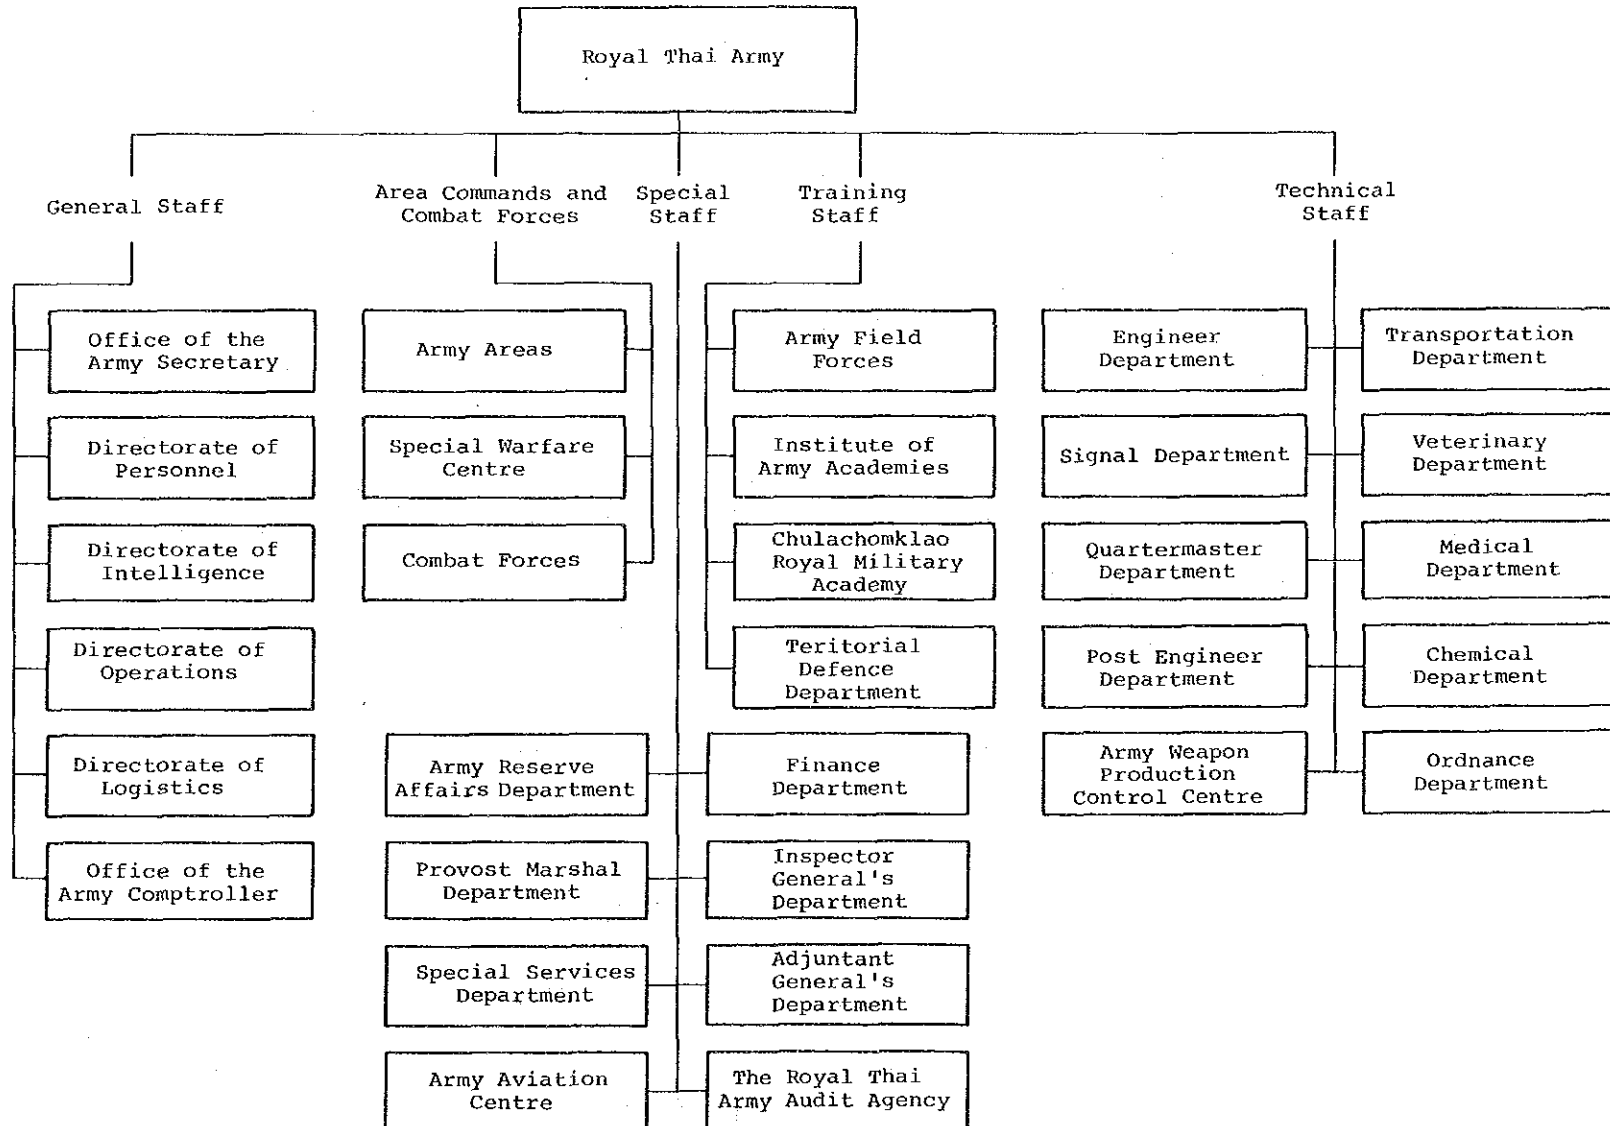 Royal Thai Army
General Staff
Area Commands and
Combat Forces
Special
Staff
Training
Staff
Technical
Staff
Office of the
Army Secretary
Directorate of
Personnel
Directorate of
Intelligence
Directorate of
Operations
Directorate of
Logistics
Office of the
Army Comptroller
Army Areas
Special Warfare
Centre
Combat Forces
Army Reserve
Affairs Department
Provost Marshal
Department
Special Services
Department
Army Aviation
Centre
Finance
Department
Inspector
General's
Department
Adjuntant
General's
Department
The Royal Thai
Army Audit Agency
Army Field
Forces
Institute of
Army Academies
Chulachomklao
Royal Military
Academy
Teritorial
Defence
Department
Engineer
Department
Signal Department
Quartermaster
Department
Post Engineer
Department
Army Weapon
Production
Control Centre
Transportation
Department
Veterinary
Department
Medical
Department
Chemical
Department
Ordnance
Department